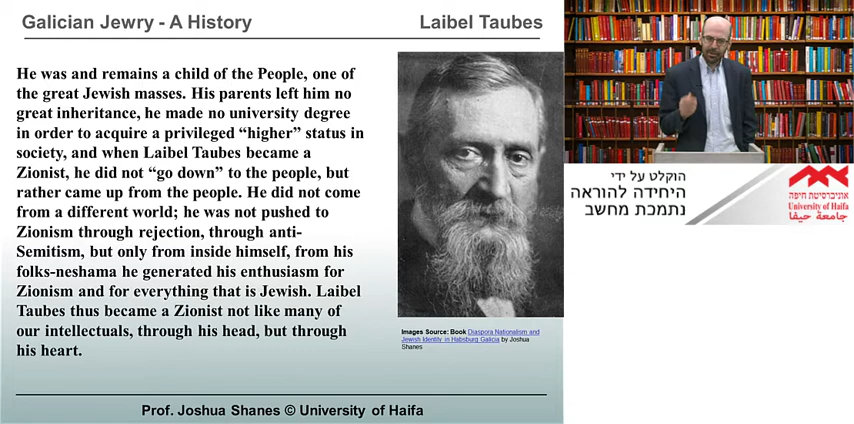 Galician Jewry - A History
Laibel Taubes
He was and remains a child of the People, one of
the great Jewish masses. His parents left him no
great inheritance, he made no university degree
in order to acquire a privileged “higher” status in
society, and when Laibel Taubes became a
Zionist, he did not “go down” to the people, but
rather came up from the people. He did not come
from a different world; he was not pushed to
Zionism through rejection, through anti-
Semitism, but only from inside himself, from his
folks-neshama he generated his enthusiasm for
Zionism and for everything that is Jewish. Laibel
Taubes thus became a Zionist not like many of
our intellectuals, through his head, but through
his heart.
Images Source: Book Diaspora Nationalism and
Jewish Identity in Habsburg Galicia by Joshua
Shanes
Prof. Joshua Shanes © University of Haifa
הוקלט על ידי
היחידה להוראה
נתמכת מחשב
אוניברסיטת חיפה
University of Haifa
جامعة حيفا